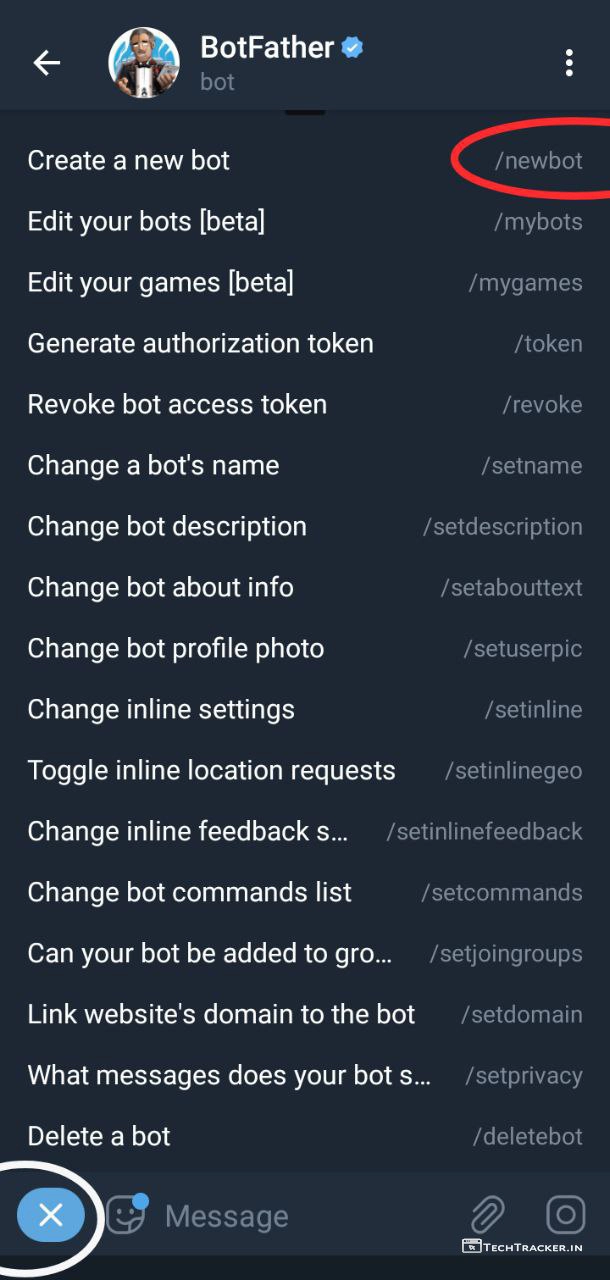 BotFather
bot
Create a new bot /newbot
Edit your bots [beta] /mybots
Edit your games [beta] /mygames
Generate authorization token /token
Revoke bot access token /revoke
Change a bot's name /setname
Change bot description /setdescription
Change bot about info /setabouttext
Change bot profile photo /setuserpic
Change inline settings /setinline
Toggle inline location requests /setinlinegeo
Change inline feedback s... /setinlinefeedback
Change bot commands list /setcommands
Can your bot be added to gro... /setjoingroups
Link website's domain to the bot /setdomain
What messages does your bot s... /setprivacy
Delete a bot /deletebot
Message
TechTracker.in